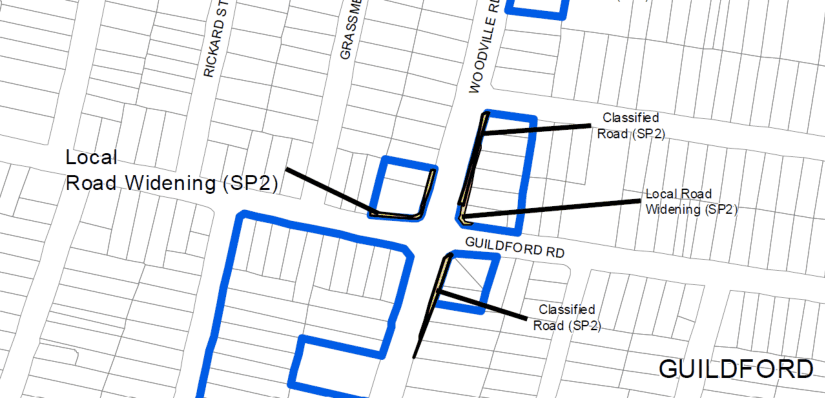 RICKARD ST
GRASSME
WOODVILLE RD
Classified
Road (SP2)
Local
Road Widening (SP2)
Local Road
Widening (SP2)
GUILDFORD RD
Classified
Road (SP2)
GUILDFORD